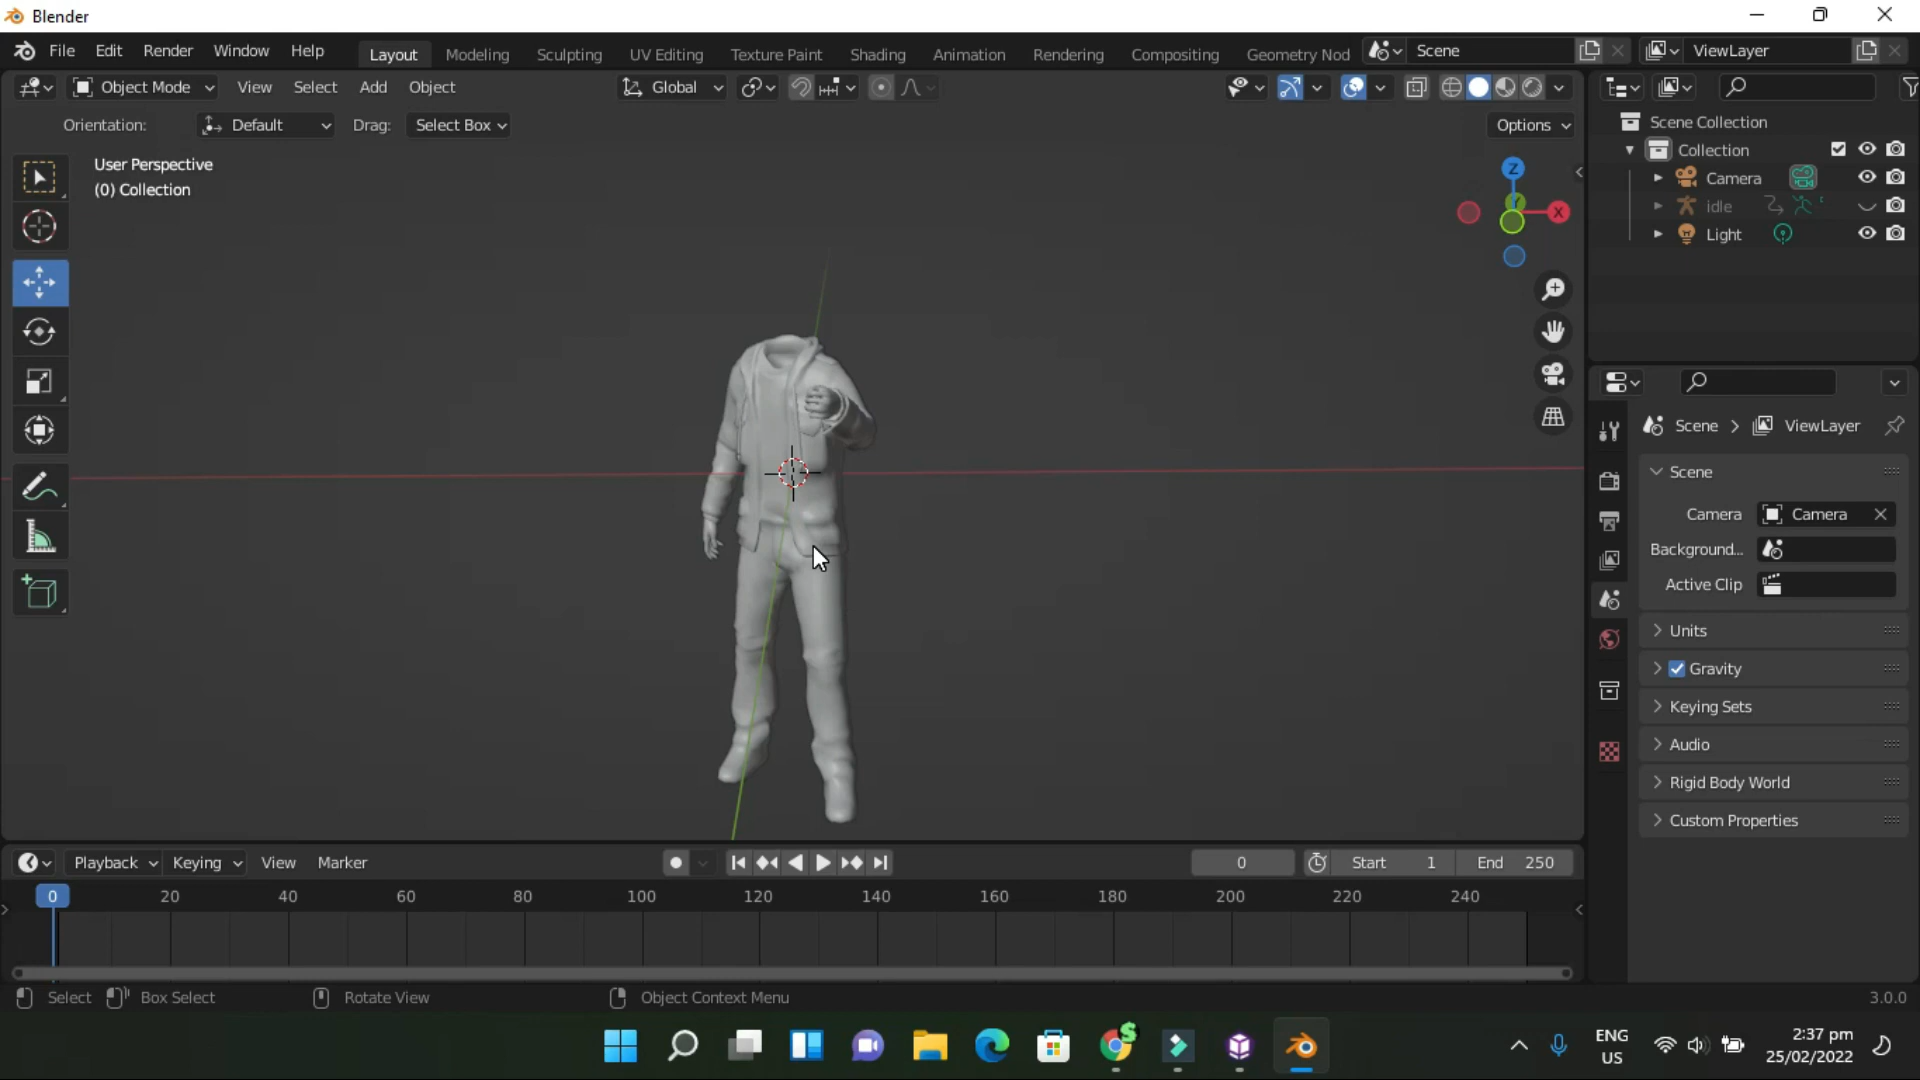 Blender
File Edit Render Window Help Layout Modeling Sculpting UV Editing Texture Paint Shading Animation Rendering Compositing Geometry Nod Scene ViewLayer
Object Mode View Select Add Object Global
Orientation: Default Drag: Select Box Options
User Perspective
(0) Collection
Z
X
Scene Collection
Collection
Camera
idle
Light
Scene ViewLayer
Scene
Camera Camera
Background...
Active Clip
Units
Gravity
Keying Sets
Audio
Rigid Body World
Custom Properties
Playback Keying View Marker 0 Start 1 End 250
0 20 40 60 80 100 120 140 160 180 200 220 240
Select Box Select Rotate View Object Context Menu 3.0.0
ENG
US
2:37 pm
25/02/2022